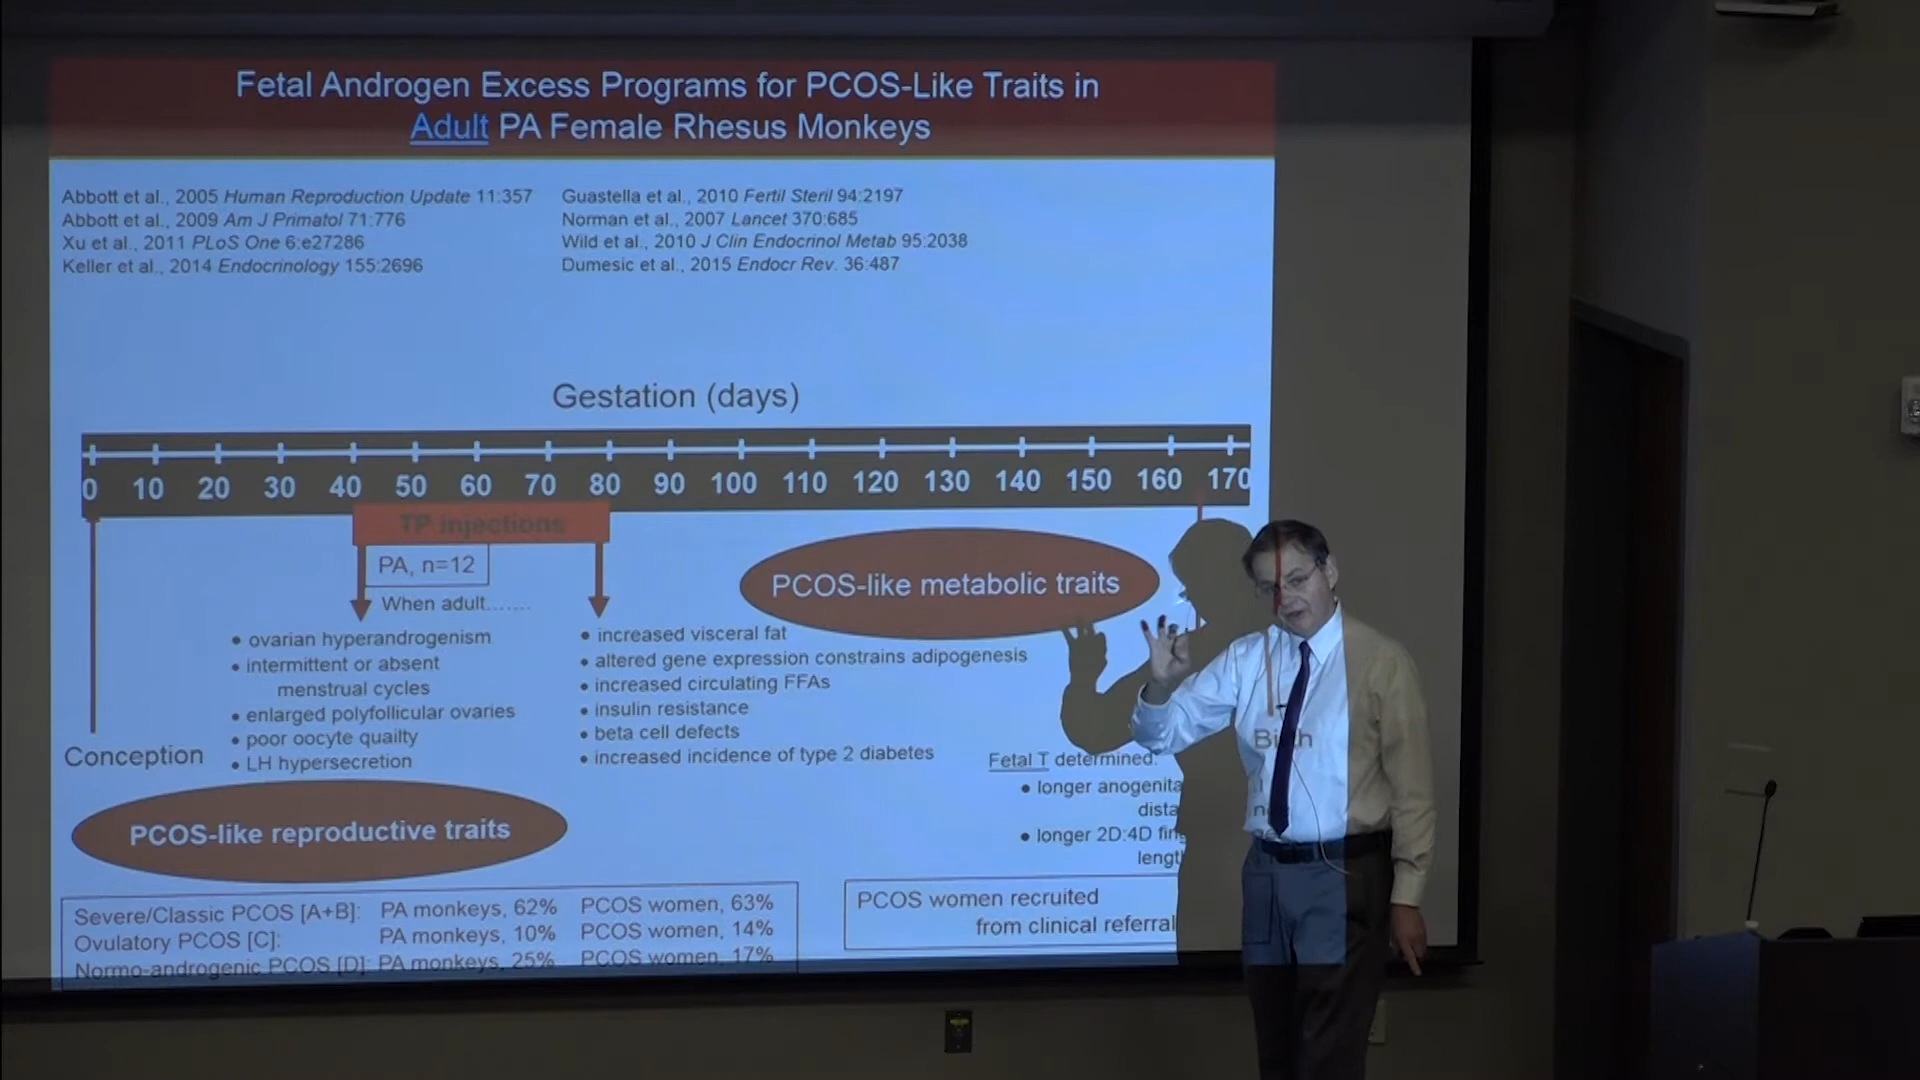 Fetal Androgen Excess Programs for PCOS-Like Traits in
Adult PA Female Rhesus Monkeys
Abbott et al., 2005 Human Reproduction Update 11:357
Abbott et al., 2009 Am J Primatol 71:776
Xu et al., 2011 PLoS One 6:e27286
Keller et al., 2014 Endocrinology 155:2696
Guastella et al., 2010 Fertil Steril 94:2197
Norman et al., 2007 Lancet 370:685
Wild et al., 2010 J Clin Endocrinol Metab 95:2038
Dumesic et al., 2015 Endocr Rev. 36:487
Gestation (days)
0 10 20 30 40 50 60 70 80 90 100 110 120 130 140 150 160 170
TP injections
PA, n=12
When adult.......
• ovarian hyperandrogenism
• intermittent or absent
menstrual cycles
• enlarged polyfollicular ovaries
• poor oocyte quailty
• LH hypersecretion
Conception
PCOS-like reproductive traits
PCOS-like metabolic traits
• increased visceral fat
• altered gene expression constrains adipogenesis
• increased circulating FFAs
• insulin resistance
• beta cell defects
• increased incidence of type 2 diabetes
Fetal T determined:
• longer anogenita
dista
• longer 2D:4D fing
lengt
Severe/Classic PCOS [A+B]: PA monkeys, 62% PCOS women, 63%
Ovulatory PCOS [C]: PA monkeys, 10% PCOS women, 14%
Normo-androgenic PCOS [D]: PA monkeys, 25% PCOS women, 17%
PCOS women recruited
from clinical referral